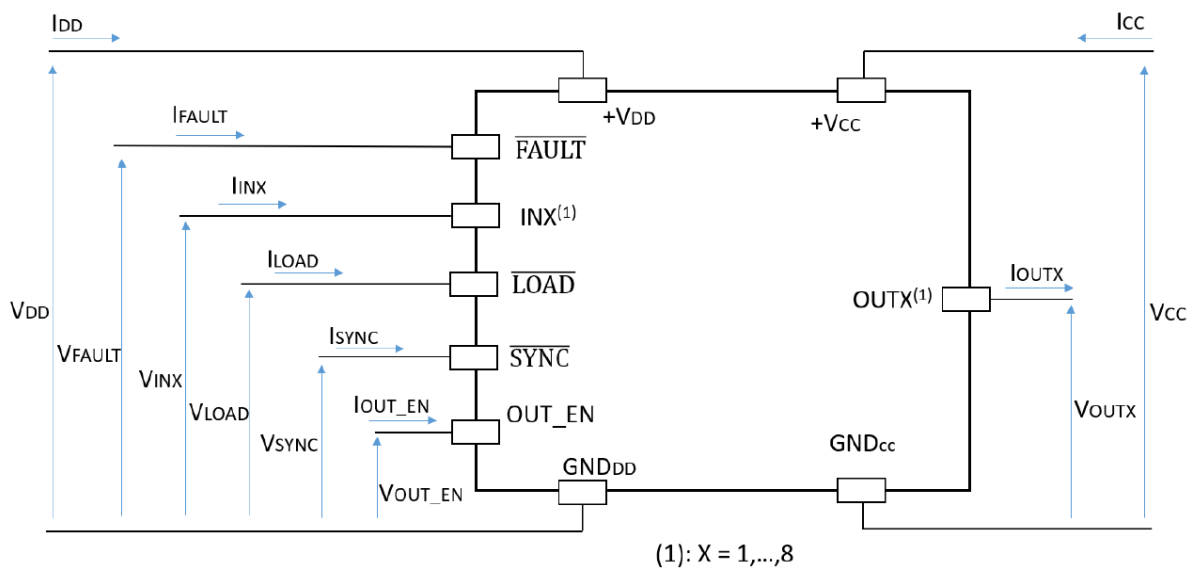 IDD
ICC
+VDD
+VCC
IFAULT
FAULT
IINX
INX(1)
ILOAD
LOAD
OUTX(1)
IOUTX
VDD
VCC
ISYNC
SYNC
VFAULT
VINX
VLOAD
IOUT_EN
OUT_EN
VOUTX
VSYNC
GNDCC
GNDDD
VOUT_EN
(1): X = 1,...,8